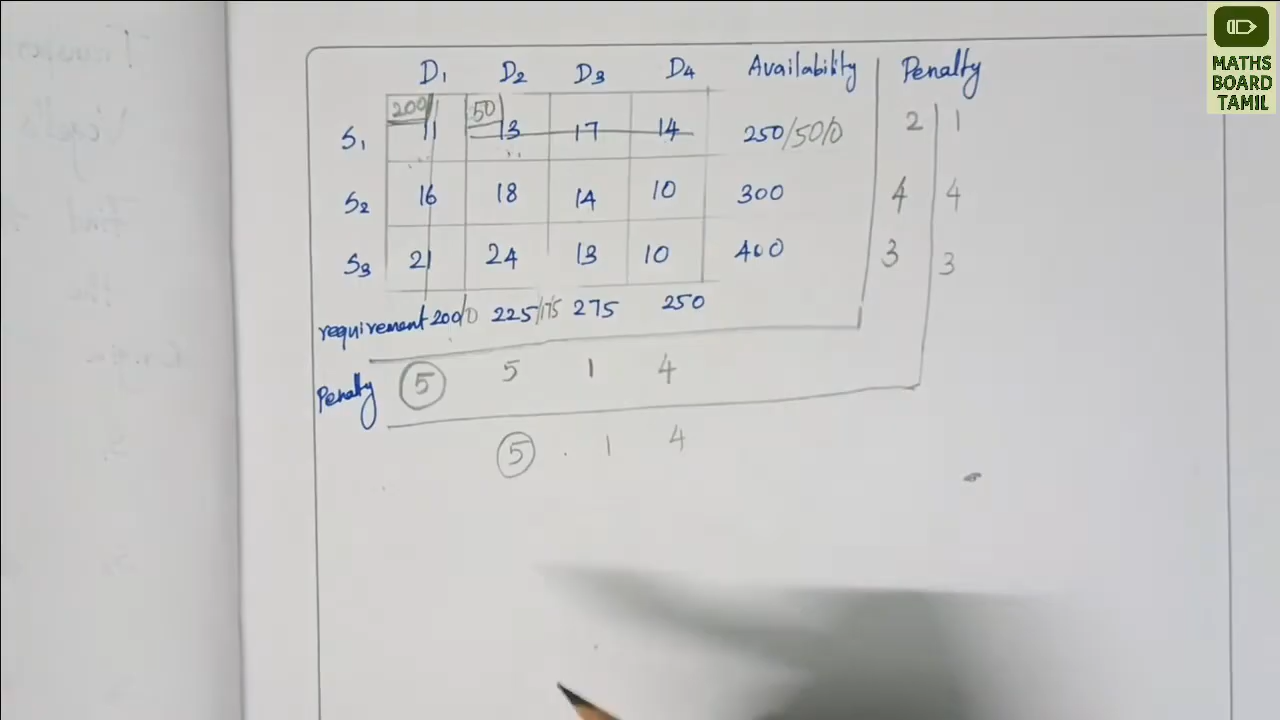 MATHS
BOARD
TAMIL
D1 D2 D3 D4 Availability Penalty
200 50
S1 11 13 17 14 250/50/0 2 1
S2 16 18 14 10 300 4 4
S3 21 24 13 10 400 3 3
requirement 200/0 225/175 275 250
Penalty 5 5 1 4
5 1 4